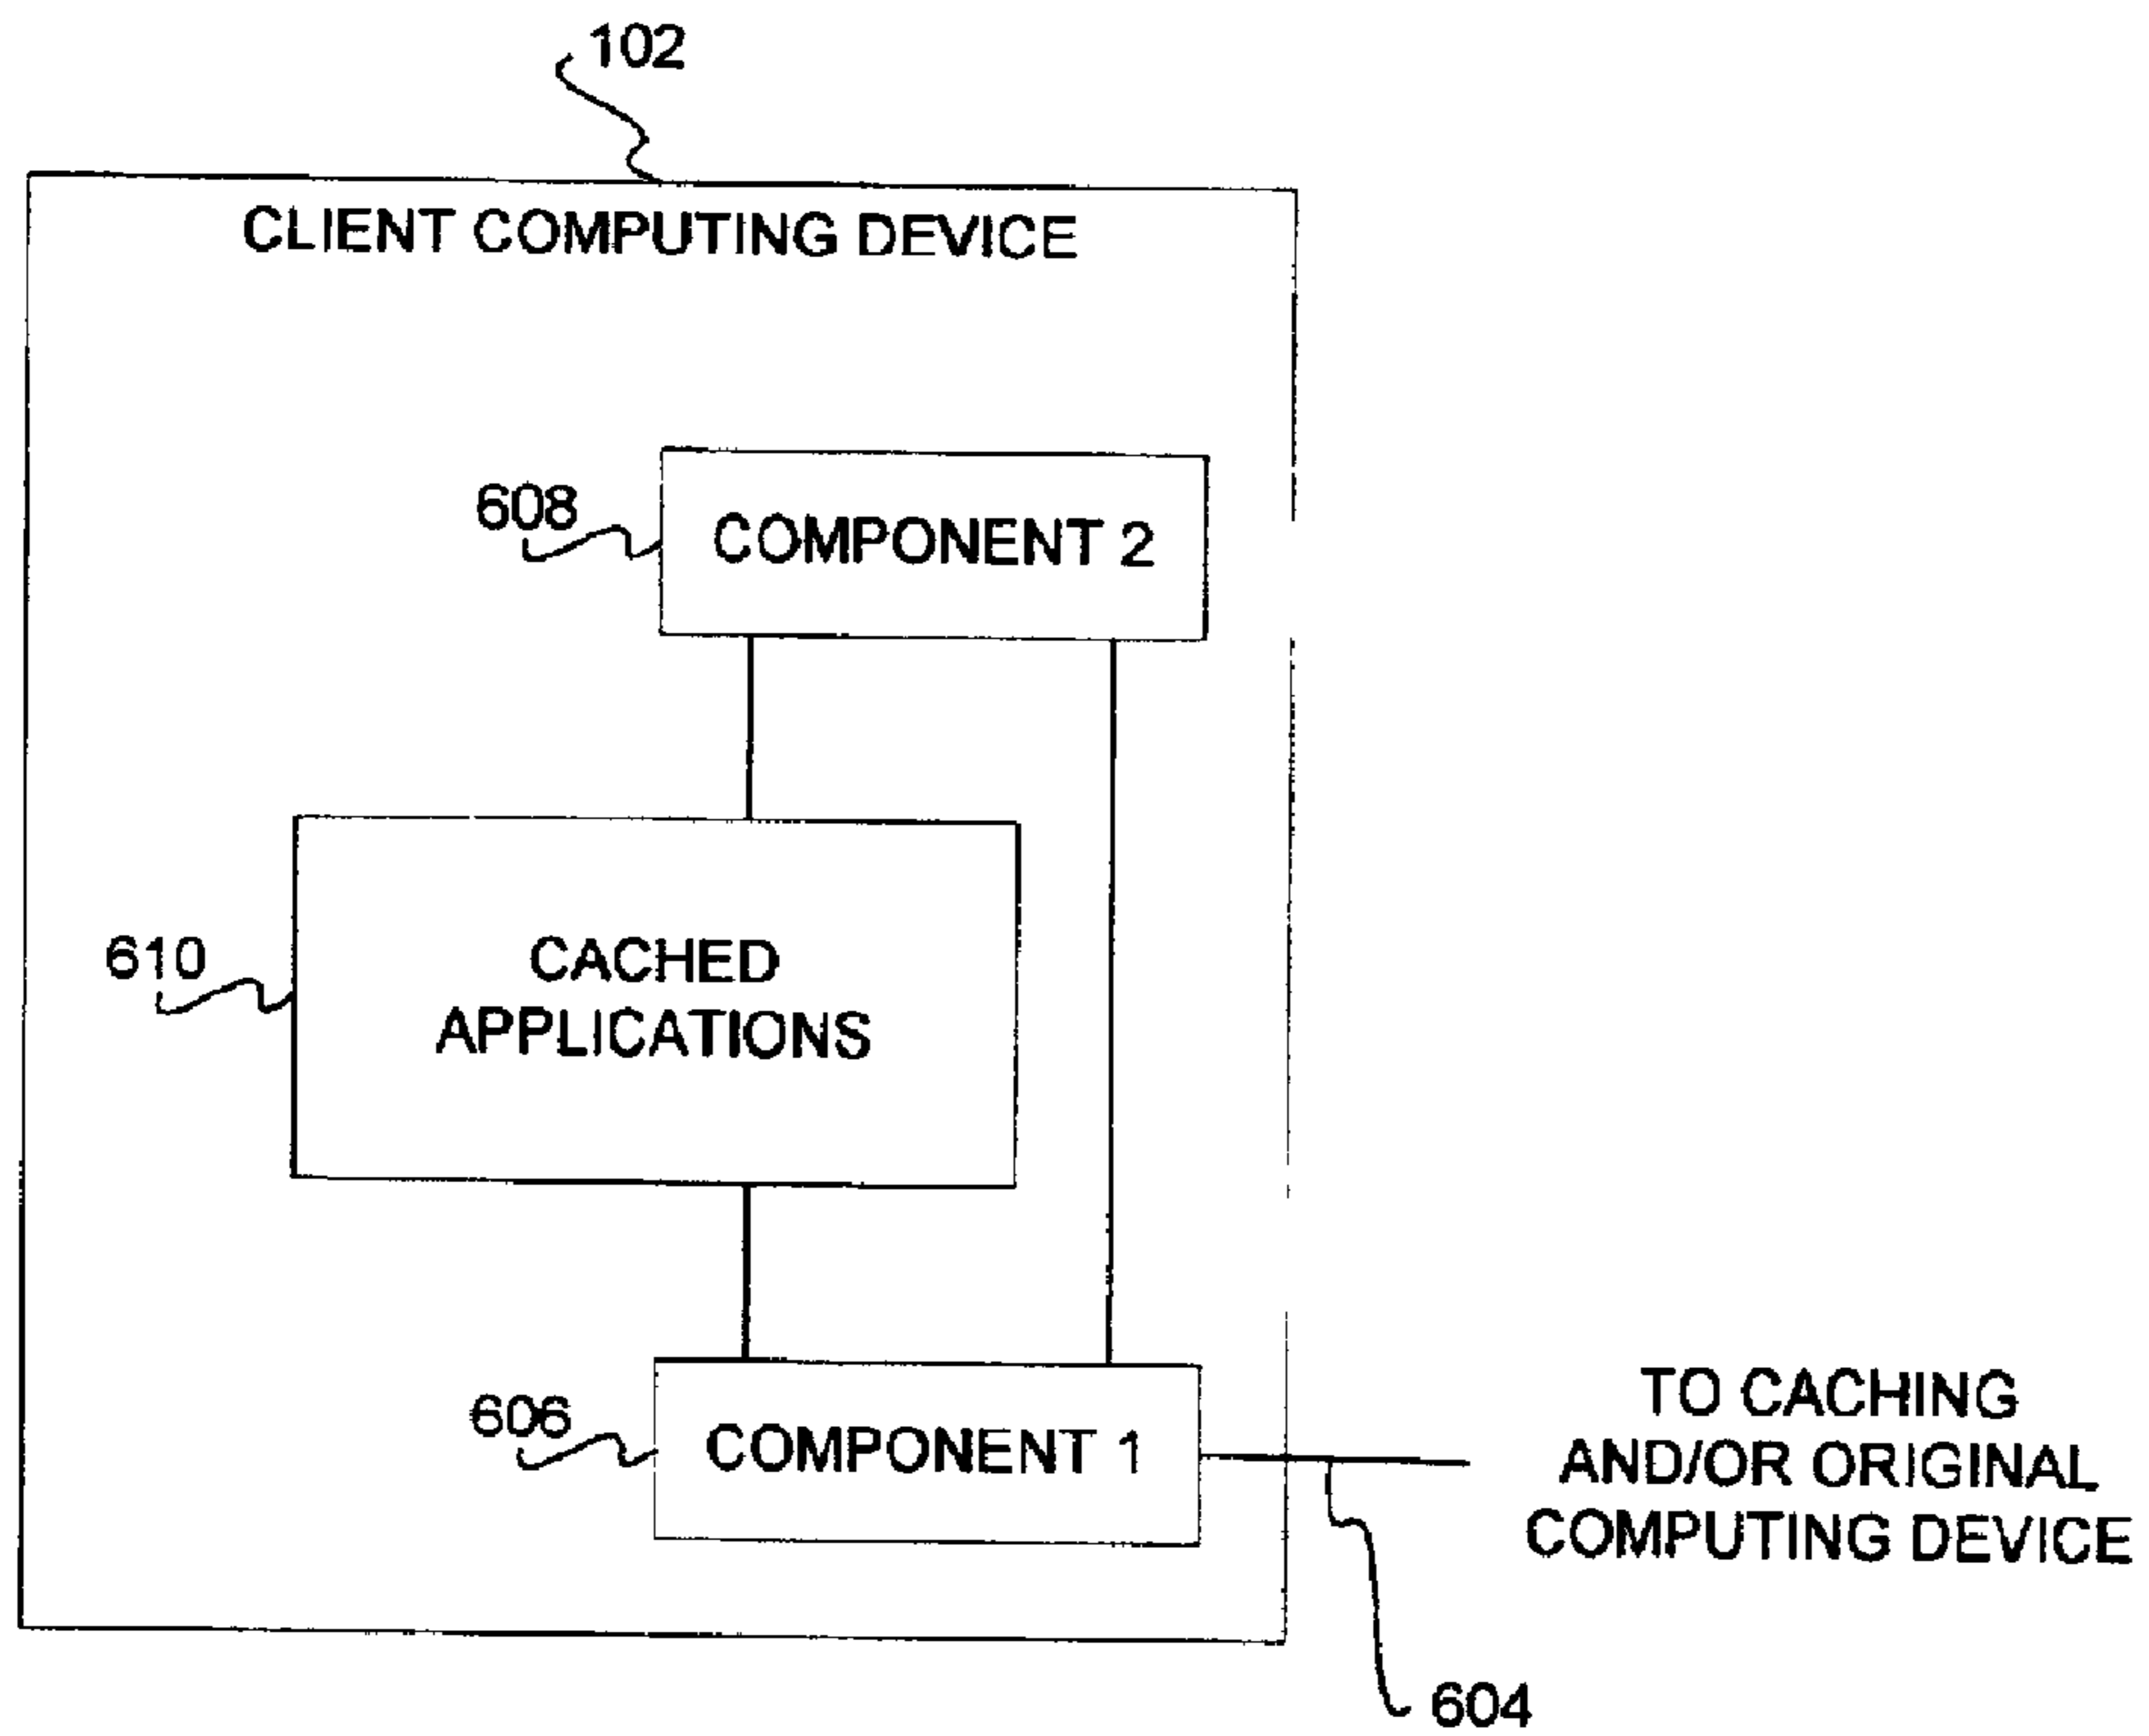 102
CLIENT COMPUTING DEVICE
608
COMPONENT 2
610
CACHED
APPLICATIONS
606
COMPONENT 1
TO CACHING
AND/OR ORIGINAL
COMPUTING DEVICE
604